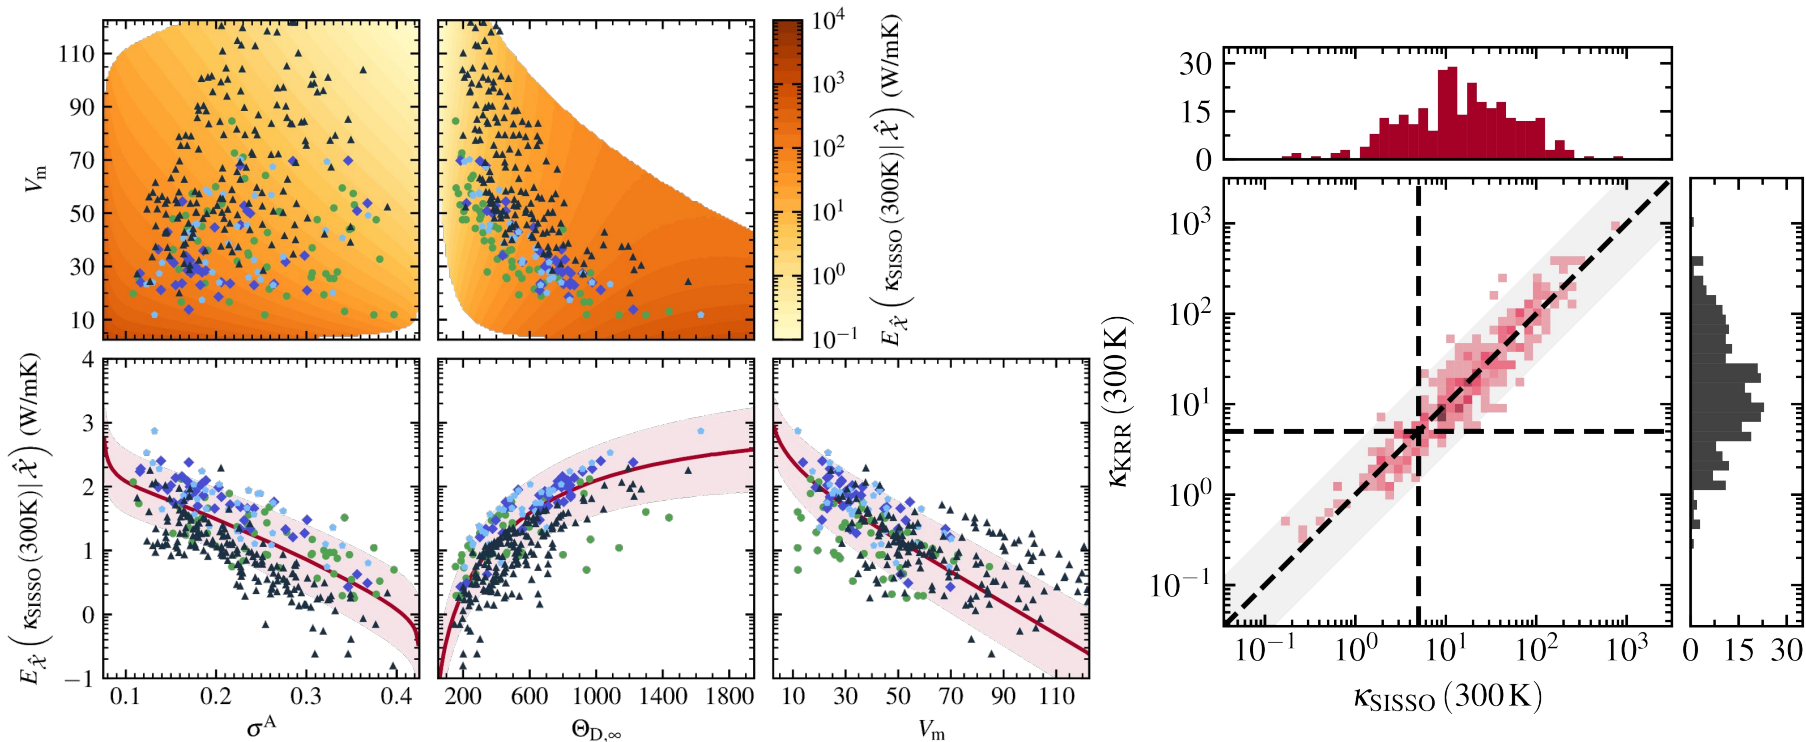 110
90
70
50
30
10
V_m
10^4
10^3
10^2
10^1
10^0
10^−1
E_X̂ (κ_SISSO (300K)| X̂) (W/mK)
4
3
2
1
0
−1
E_X̂ (κ_SISSO (300K)| X̂) (W/mK)
0.1 0.2 0.3 0.4
σ^A
200 600 1000 1400 1800
Θ_D,∞
10 30 50 70 90 110
V_m
30
15
0
10^3
10^2
10^1
10^0
10^−1
κ_KRR (300 K)
10^−1 10^0 10^1 10^2 10^3
κ_SISSO (300 K)
0 15 30